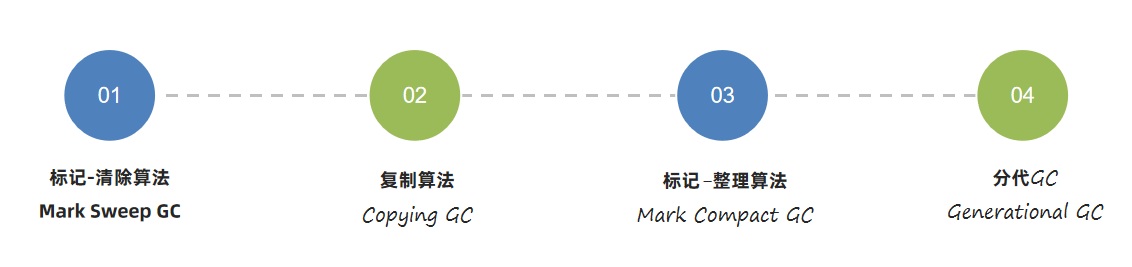 01
02
03
04
标记-清除算法
Mark Sweep GC
复制算法
Copying GC
标记-整理算法
Mark Compact GC
分代GC
Generational GC